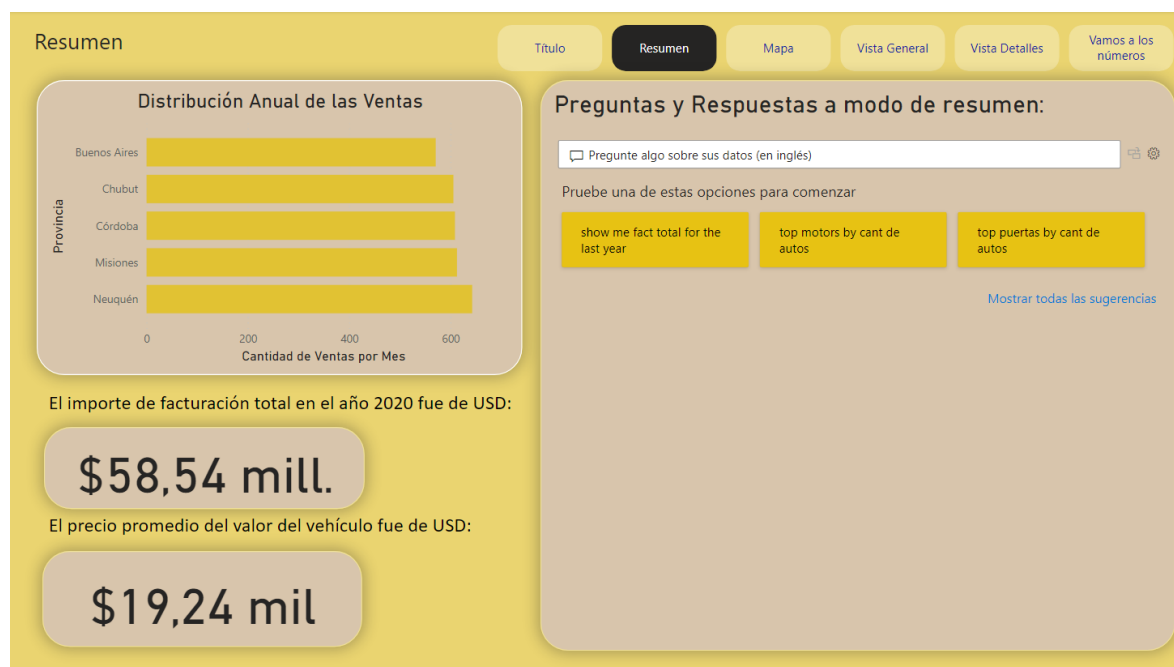 Resumen
Título
Resumen
Mapa
Vista General
Vista Detalles
Vamos a los
números
Distribución Anual de las Ventas
Provincia
Buenos Aires
Chubut
Córdoba
Misiones
Neuquén
0
200
400
600
Cantidad de Ventas por Mes
El importe de facturación total en el año 2020 fue de USD:
$58,54 mill.
El precio promedio del valor del vehículo fue de USD:
$19,24 mil
Preguntas y Respuestas a modo de resumen:
Pregunte algo sobre sus datos (en inglés)
Pruebe una de estas opciones para comenzar
show me fact total for the
last year
top motors by cant de
autos
top puertas by cant de
autos
Mostrar todas las sugerencias